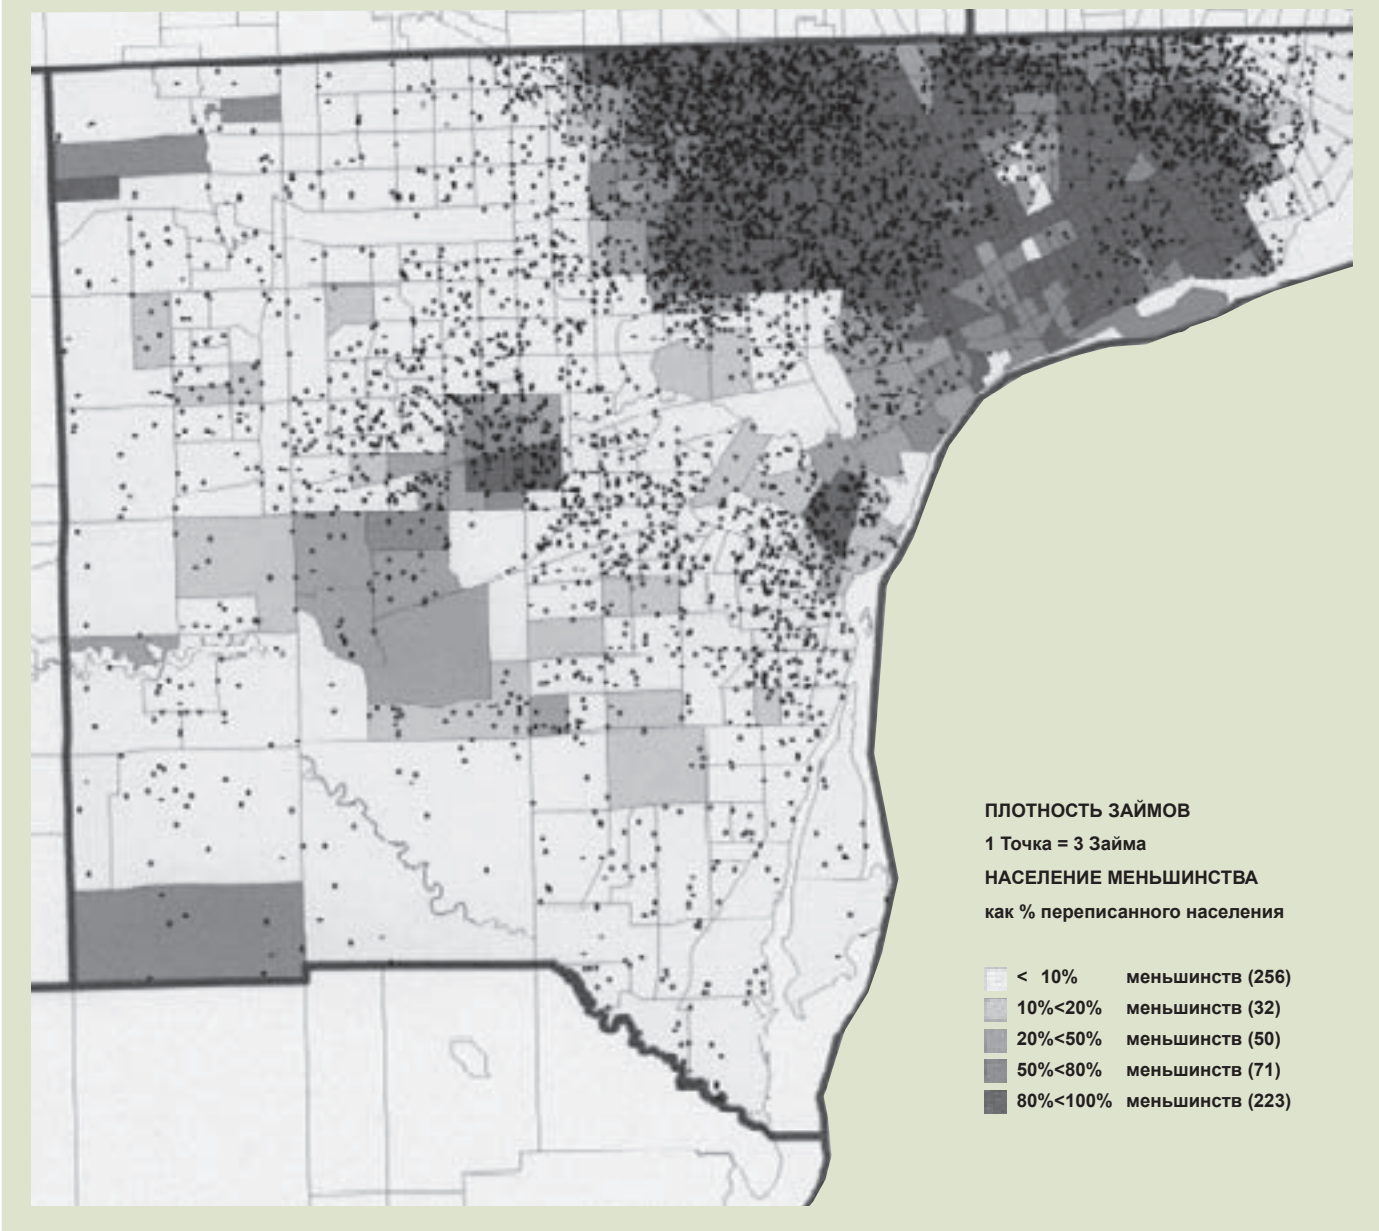 ПЛОТНОСТЬ ЗАЙМОВ
1 Точка = 3 Займа
НАСЕЛЕНИЕ МЕНЬШИНСТВА
как % переписанного населения
< 10% меньшинств (256)
10%<20% меньшинств (32)
20%<50% меньшинств (50)
50%<80% меньшинств (71)
80%<100% меньшинств (223)